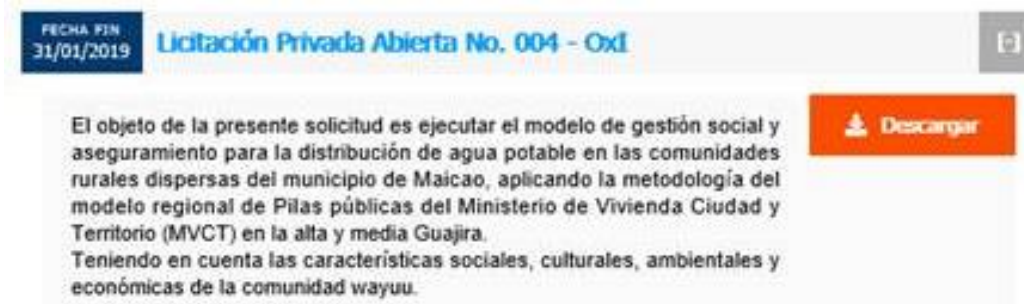 FECHA FIN
31/01/2019
Licitación Privada Abierta No. 004 - OxI
El objeto de la presente solicitud es ejecutar el modelo de gestión social y
aseguramiento para la distribución de agua potable en las comunidades
rurales dispersas del municipio de Maicao, aplicando la metodología del
modelo regional de Pilas públicas del Ministerio de Vivienda Ciudad y
Territorio (MVCT) en la alta y media Guajira.
Teniendo en cuenta las características sociales, culturales, ambientales y
económicas de la comunidad wayuu.
Descargar